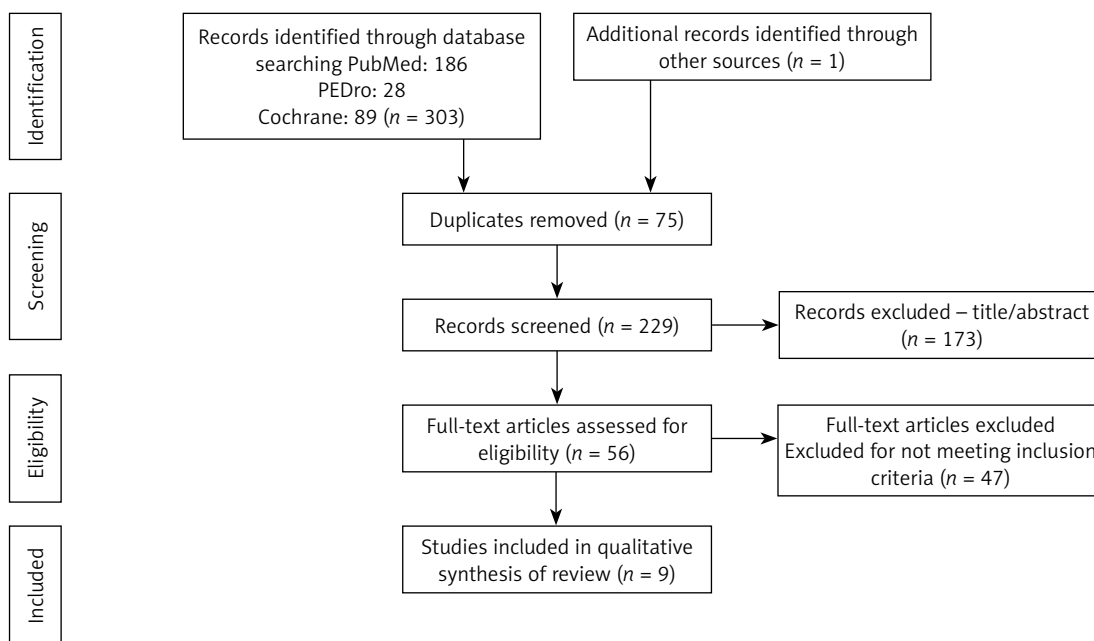 Identification
Records identified through database
searching PubMed: 186
PEDro: 28
Cochrane: 89 (n = 303)
Additional records identified through
other sources (n = 1)
Screening
Duplicates removed (n = 75)
Records screened (n = 229)
Records excluded – title/abstract
(n = 173)
Eligibility
Full-text articles assessed for
eligibility (n = 56)
Full-text articles excluded
Excluded for not meeting inclusion
criteria (n = 47)
Included
Studies included in qualitative
synthesis of review (n = 9)